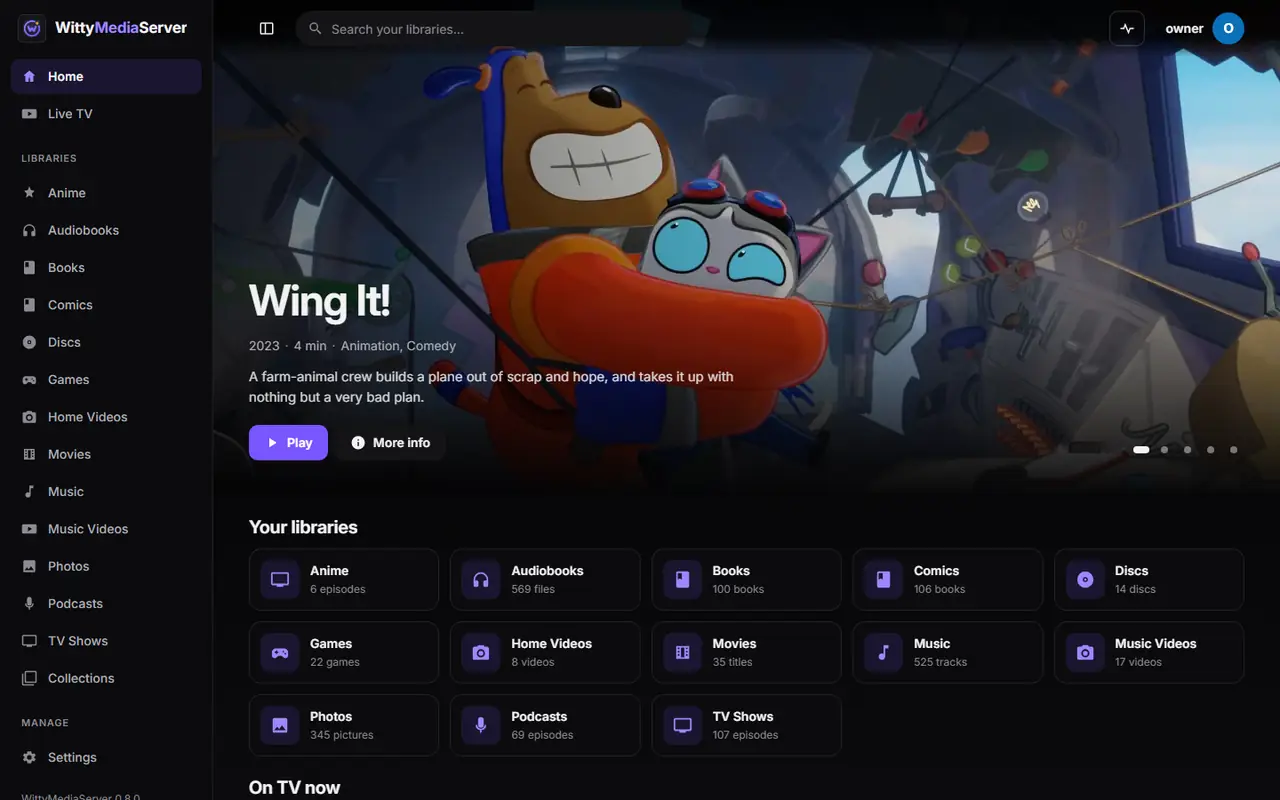 WittyMediaServer
Search your libraries...
owner
O
Home
Live TV
LIBRARIES
Anime
Audiobooks
Books
Comics
Discs
Games
Home Videos
Movies
Music
Music Videos
Photos
Podcasts
TV Shows
Collections
MANAGE
Settings
WittyMediaServer 0.8.0
Wing It!
2023 · 4 min · Animation, Comedy
A farm-animal crew builds a plane out of scrap and hope, and takes it up with
nothing but a very bad plan.
Play
More info
Your libraries
Anime
6 episodes
Audiobooks
569 files
Books
100 books
Comics
106 books
Discs
14 discs
Games
22 games
Home Videos
8 videos
Movies
35 titles
Music
525 tracks
Music Videos
17 videos
Photos
345 pictures
Podcasts
69 episodes
TV Shows
107 episodes
On TV now